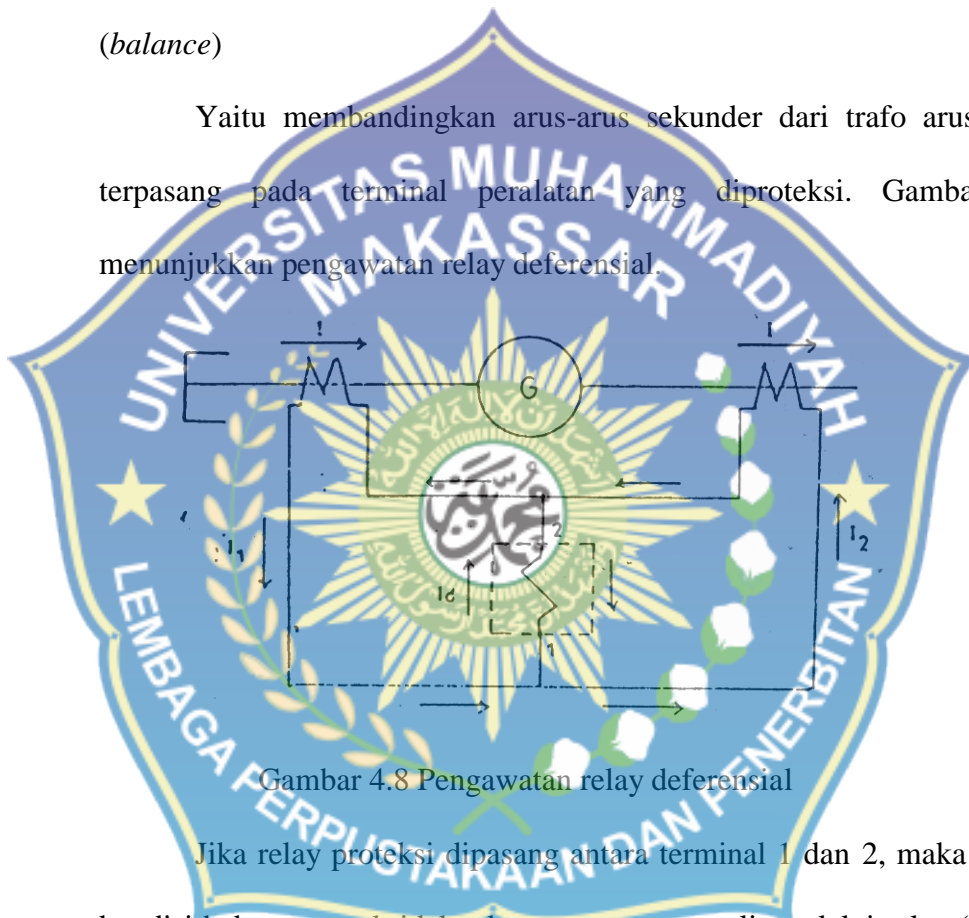 (balance)
Yaitu membandingkan arus-arus sekunder dari trafo arus
terpasang pada terminal peralatan yang diproteksi. Gamba
menunjukkan pengawatan relay deferensial.
UNIVERSITAS MUHAMMADIYAH
MAKASSAR
I
G
2
I1
I2
Id
1
LEMBAGA PERPUSTAKAAN DAN PENERBITAN
Gambar 4.8 Pengawatan relay deferensial
Jika relay proteksi dipasang antara terminal 1 dan 2, maka